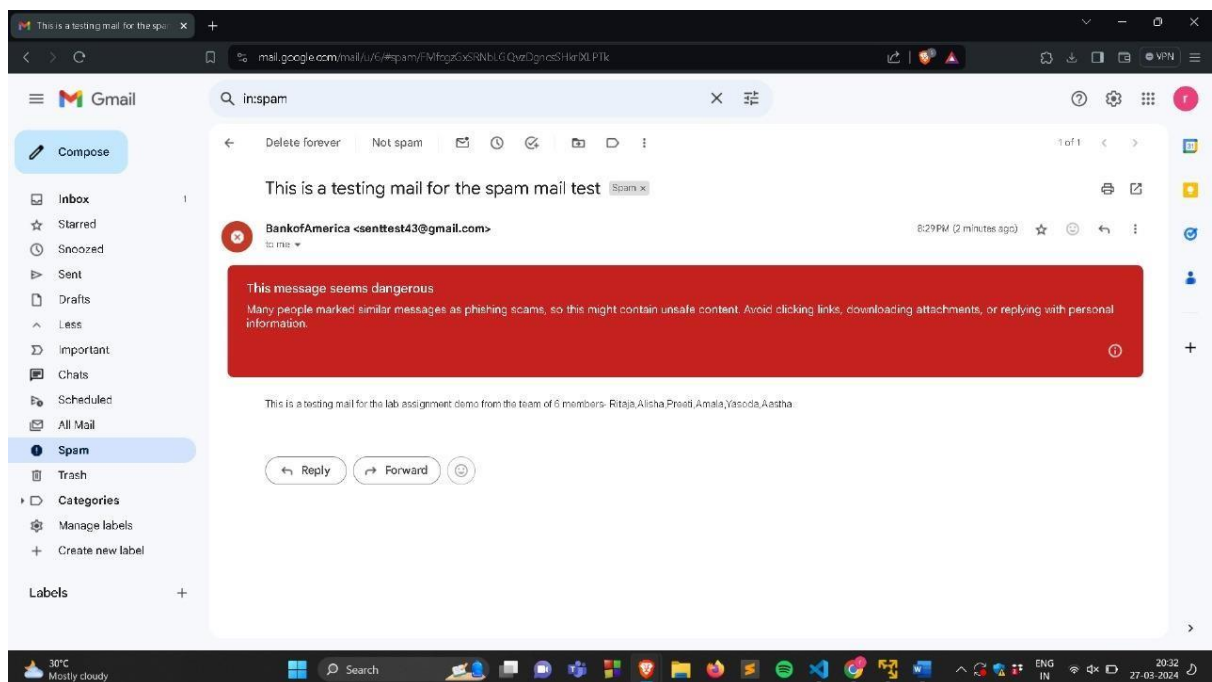 This is a testing mail for the spa
mail.google.com/mail/u/6/#spam/
VPN
Gmail
in:spam
r
Compose
Delete forever
Not spam
1 of 1
Inbox
1
Starred
Snoozed
Sent
Drafts
Less
Important
Chats
Scheduled
All Mail
Spam
Trash
Categories
Manage labels
Create new label
Labels
This is a testing mail for the spam mail test Spam x
BankofAmerica <senttest43@gmail.com>
8:29 PM (2 minutes ago)
to me
This message seems dangerous
Many people marked similar messages as phishing scams, so this might contain unsafe content. Avoid clicking links, downloading attachments, or replying with personal
information.
This is a testing mail for the lab assignment demo from the team of 6 members- Ritaja,Alisha,Preeti,Amala,Yasoda,Aastha
Reply
Forward
31
30°C
Mostly cloudy
Search
ENG
IN
20:32
27-03-2024